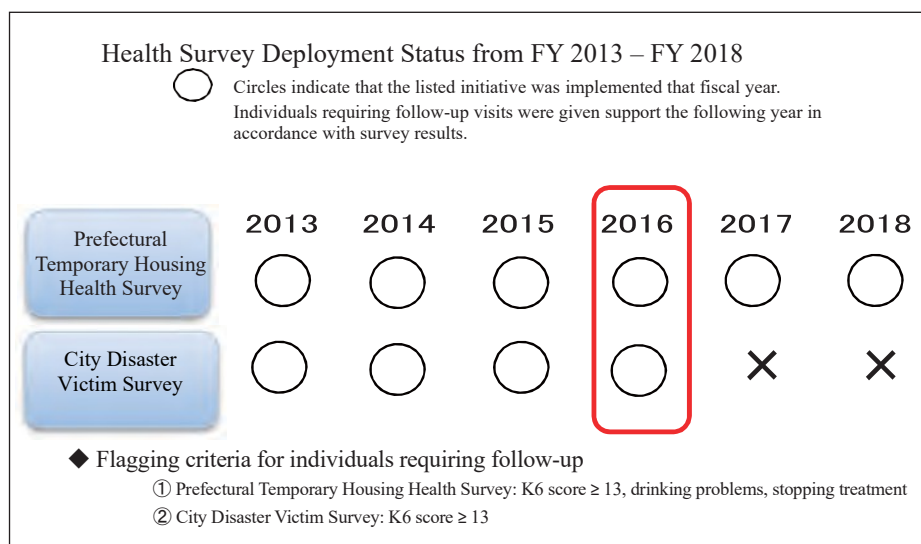 Health Survey Deployment Status from FY 2013 – FY 2018
Circles indicate that the listed initiative was implemented that fiscal year.
Individuals requiring follow-up visits were given support the following year in
accordance with survey results.
2013 2014 2015 2016 2017 2018
Prefectural
Temporary Housing
Health Survey
City Disaster
Victim Survey
◆ Flagging criteria for individuals requiring follow-up
① Prefectural Temporary Housing Health Survey: K6 score ≥ 13, drinking problems, stopping treatment
② City Disaster Victim Survey: K6 score ≥ 13